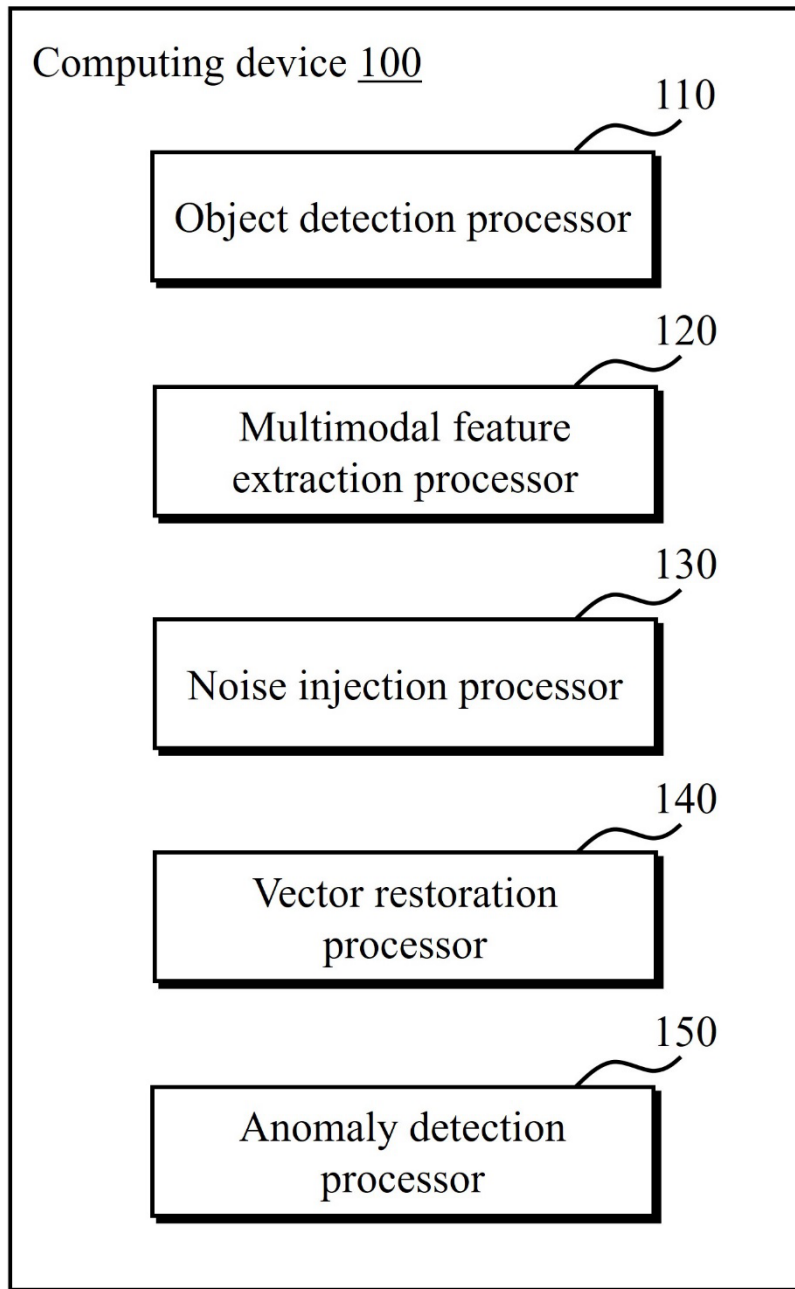 Computing device 100
110
Object detection processor
120
Multimodal feature
extraction processor
130
Noise injection processor
140
Vector restoration
processor
150
Anomaly detection
processor